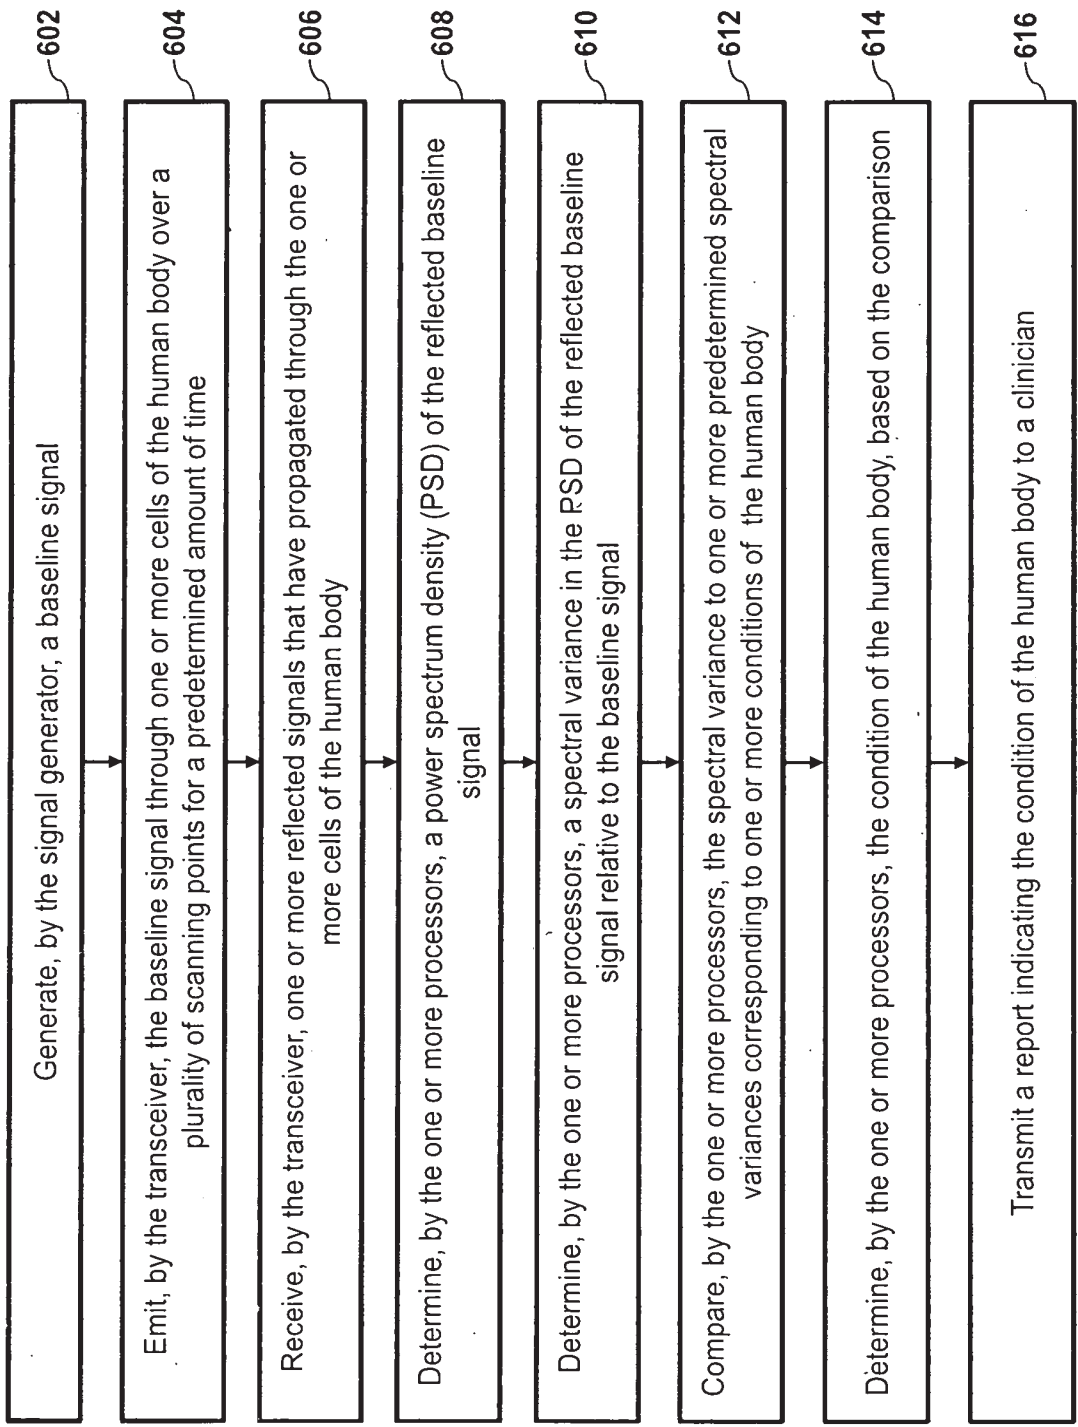 602
Generate, by the signal generator, a baseline signal
604
Emit, by the transceiver, the baseline signal through one or more cells of the human body over a
plurality of scanning points for a predetermined amount of time
606
Receive, by the transceiver, one or more reflected signals that have propagated through the one or
more cells of the human body
608
Determine, by the one or more processors, a power spectrum density (PSD) of the reflected baseline
signal
610
Determine, by the one or more processors, a spectral variance in the PSD of the reflected baseline
signal relative to the baseline signal
612
Compare, by the one or more processors, the spectral variance to one or more predetermined spectral
variances corresponding to one or more conditions of the human body
614
Determine, by the one or more processors, the condition of the human body, based on the comparison
616
Transmit a report indicating the condition of the human body to a clinician